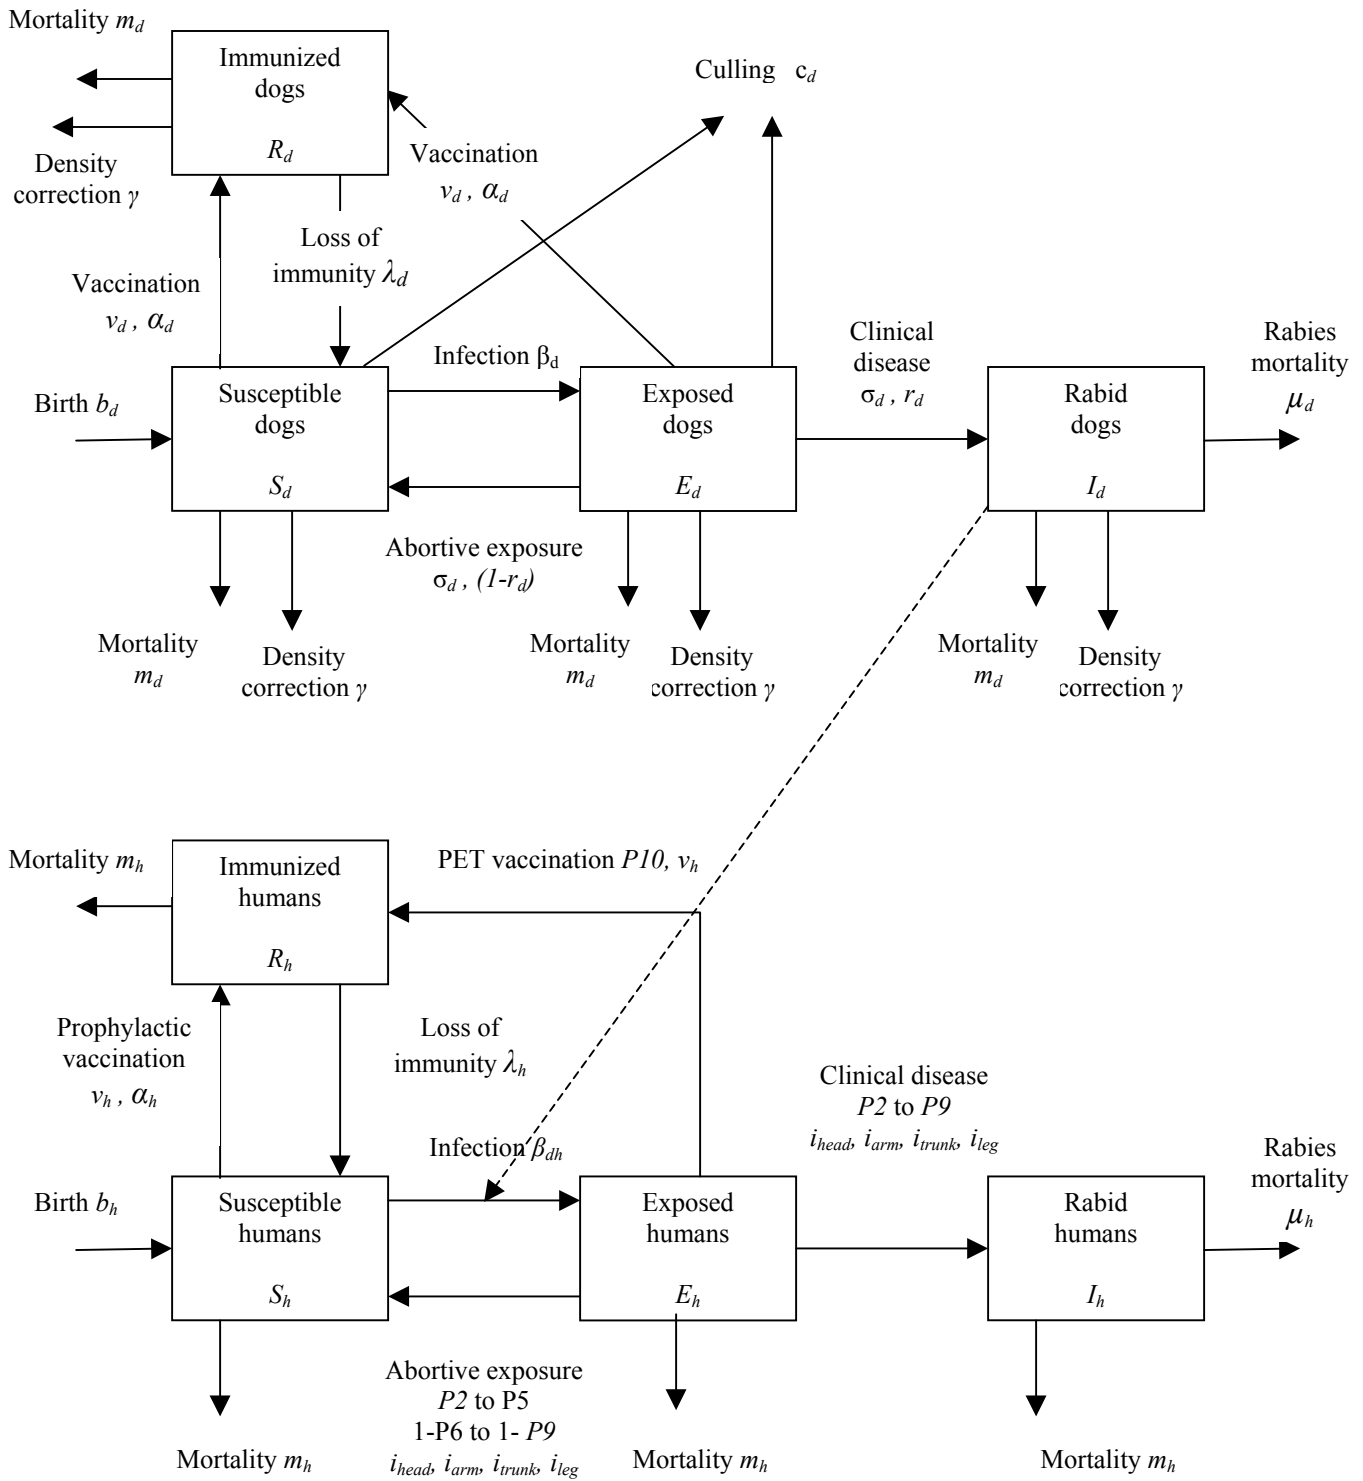 Mortality m_d
Immunized
dogs
R_d
Density
correction γ
Culling c_d
Vaccination
v_d , α_d
Loss of
immunity λ_d
Vaccination
v_d , α_d
Birth b_d
Susceptible
dogs
S_d
Infection β_d
Exposed
dogs
E_d
Clinical
disease
σ_d , r_d
Rabid
dogs
I_d
Rabies
mortality
μ_d
Abortive exposure
σ_d , (1-r_d)
Mortality
m_d
Density
correction γ
Mortality
m_d
Density
correction γ
Mortality
m_d
Density
correction γ
Mortality m_h
Immunized
humans
R_h
PET vaccination P10, v_h
Prophylactic
vaccination
v_h , α_h
Loss of
immunity λ_h
Clinical disease
P2 to P9
i_head, i_arm, i_trunk, i_leg
Birth b_h
Susceptible
humans
S_h
Infection β_dh
Exposed
humans
E_h
Rabid
humans
I_h
Rabies
mortality
μ_h
Abortive exposure
P2 to P5
1-P6 to 1- P9
i_head, i_arm, i_trunk, i_leg
Mortality m_h
Mortality m_h
Mortality m_h